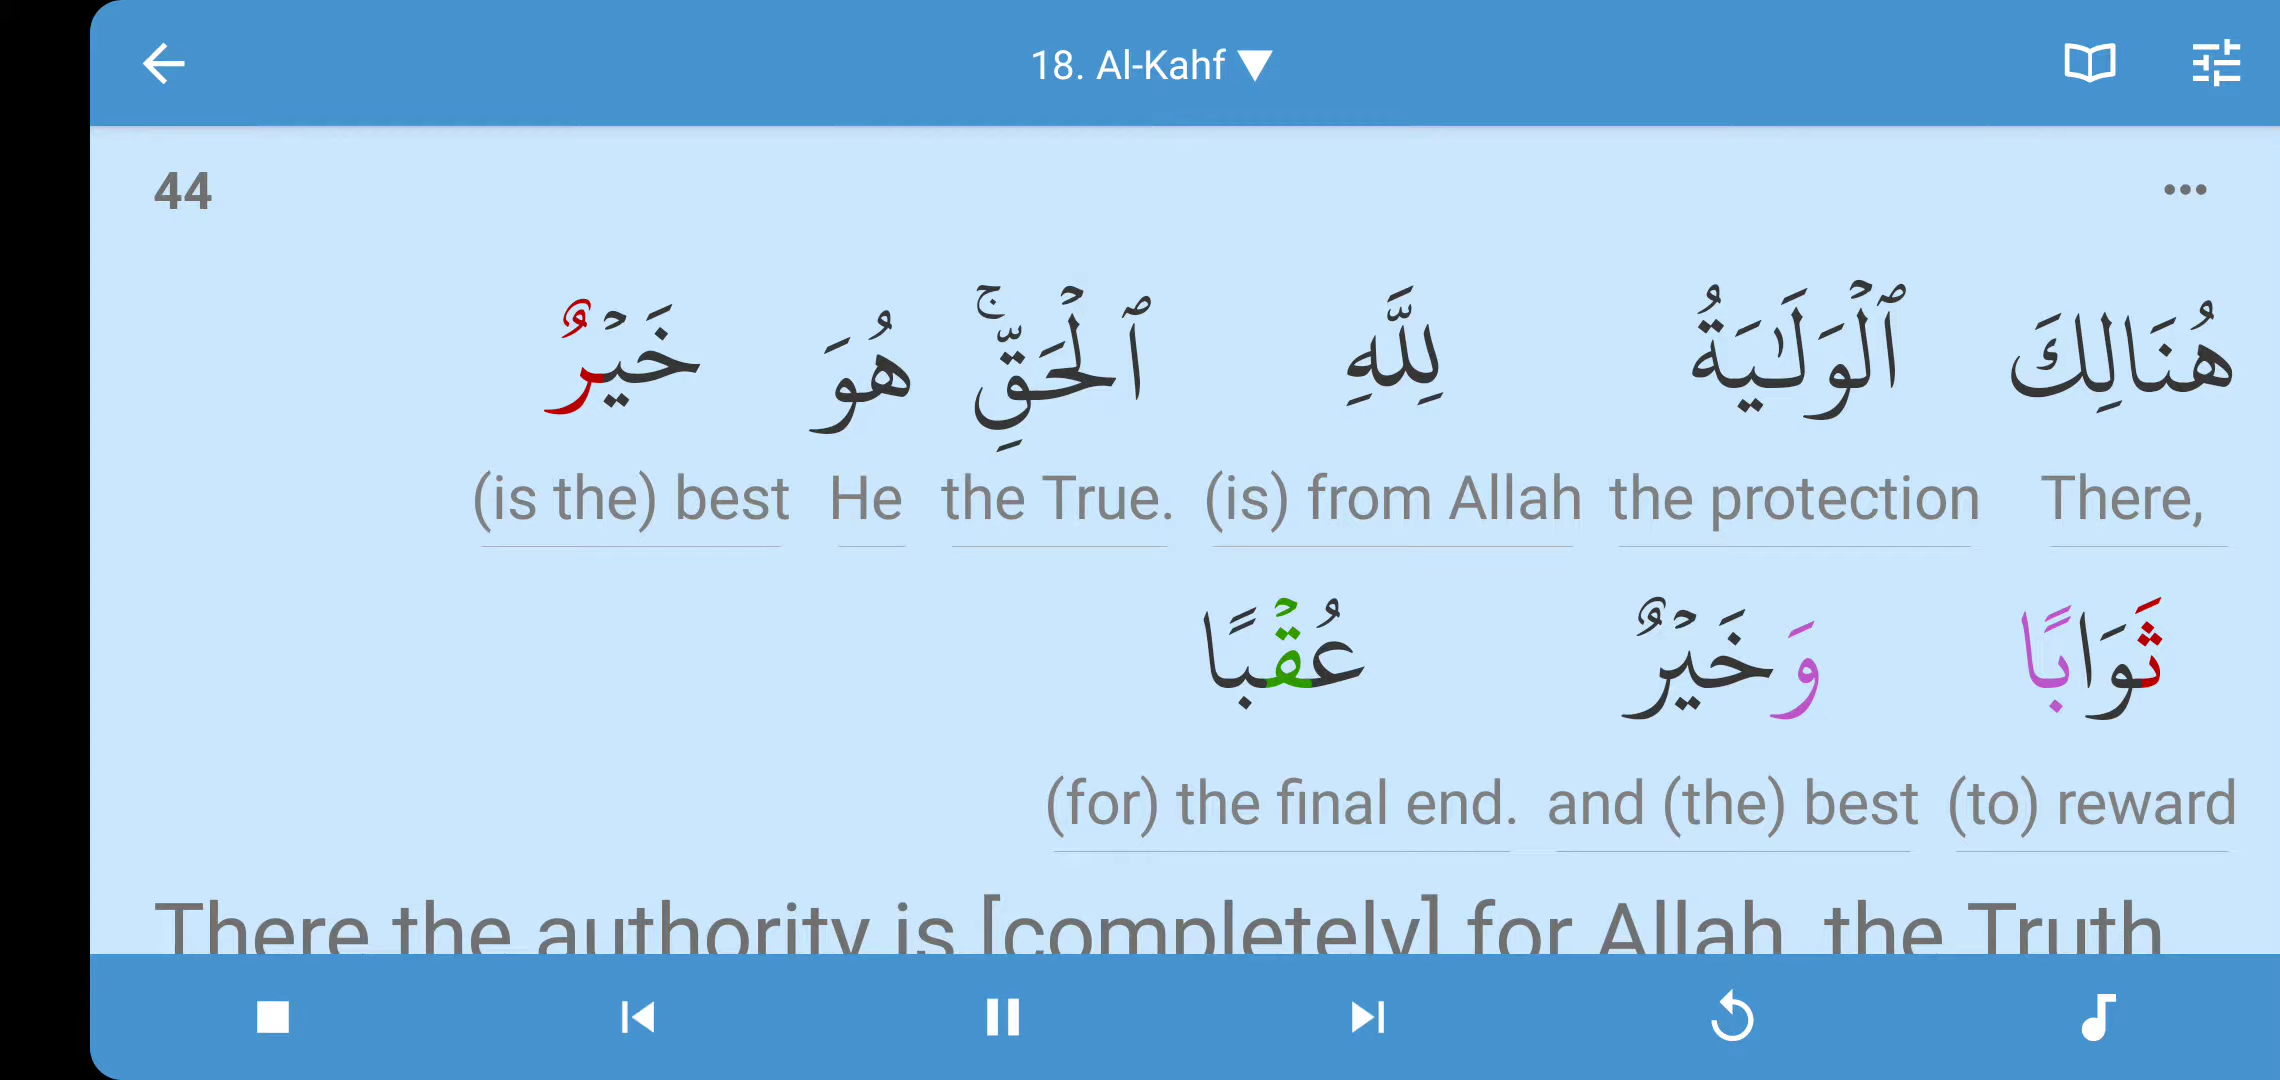 18. Al-Kahf ▼
44
هُنَالِكَ ٱلْوَلَـٰيَةُ لِلَّهِ ٱلْحَقِّ ۚ هُوَ خَيْرٌ
There, the protection (is) from Allah the True. He (is the) best
ثَوَابًا وَخَيْرٌ عُقْبًا
(to) reward and (the) best (for) the final end.
There the authority is [completely] for Allah, the Truth